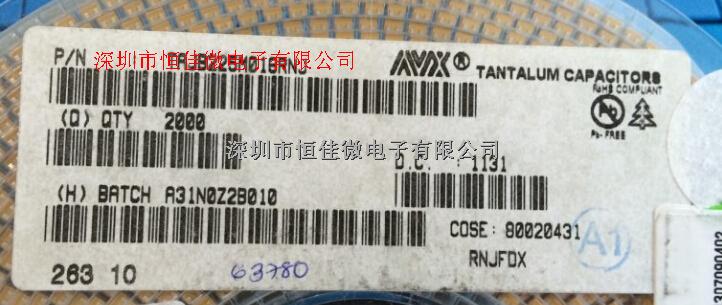 P/N
深圳市恒佳微电子有限公司
AVX® TANTALUM CAPACITORS
RoHS COMPLIANT
Pb-FREE
(Q) QTY 2000
深圳市恒佳微电子有限公司
D.C. : 1131
(H) BATCH A31N0Z2B010
COSE: 80020431
A1
RNJFDX
263 10
63780